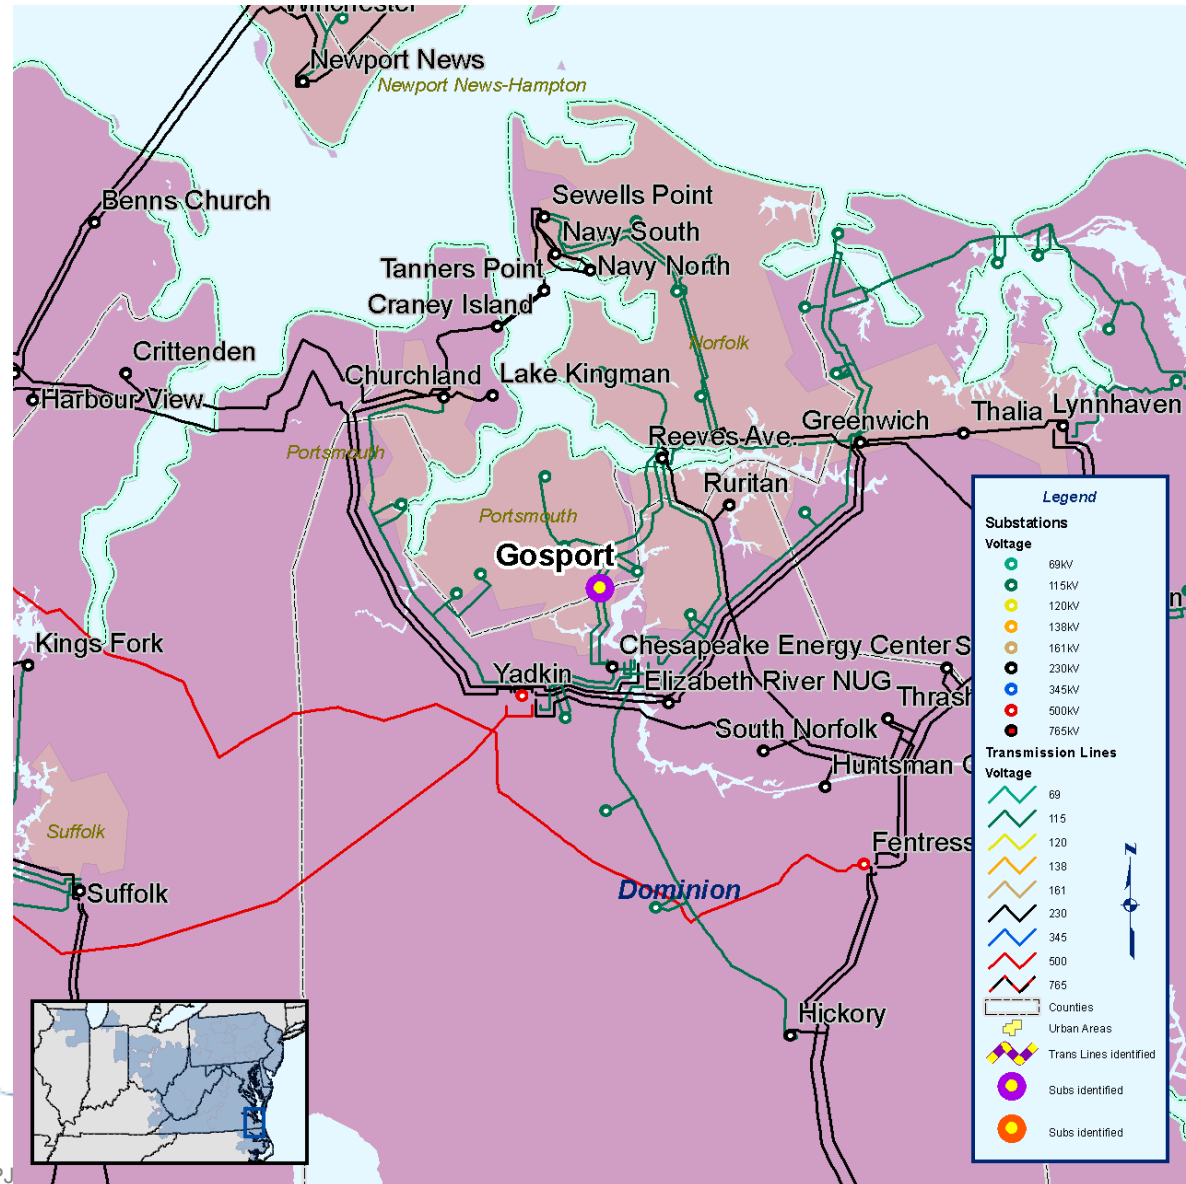 Winchester
Newport News
Newport News-Hampton
Benns Church
Sewells Point
Navy South
Tanners Point
Navy North
Craney Island
Norfolk
Crittenden
Churchland
Lake Kingman
Harbour View
Thalia
Lynnhaven
Greenwich
Reeves Ave.
Portsmouth
Ruritan
Portsmouth
Gosport
Kings Fork
Chesapeake Energy Center
S
Yadkin
Elizabeth River NUG
Thrash
South Norfolk
Huntsman C
Suffolk
Fentress
Suffolk
Dominion
Hickory
n
Legend
Substations
Voltage
69kV
115kV
120kV
138kV
161kV
230kV
345kV
500kV
765kV
Transmission Lines
Voltage
69
115
120
138
161
230
345
500
765
Counties
Urban Areas
Trans Lines identified
Subs identified
Subs identified
N
PJ